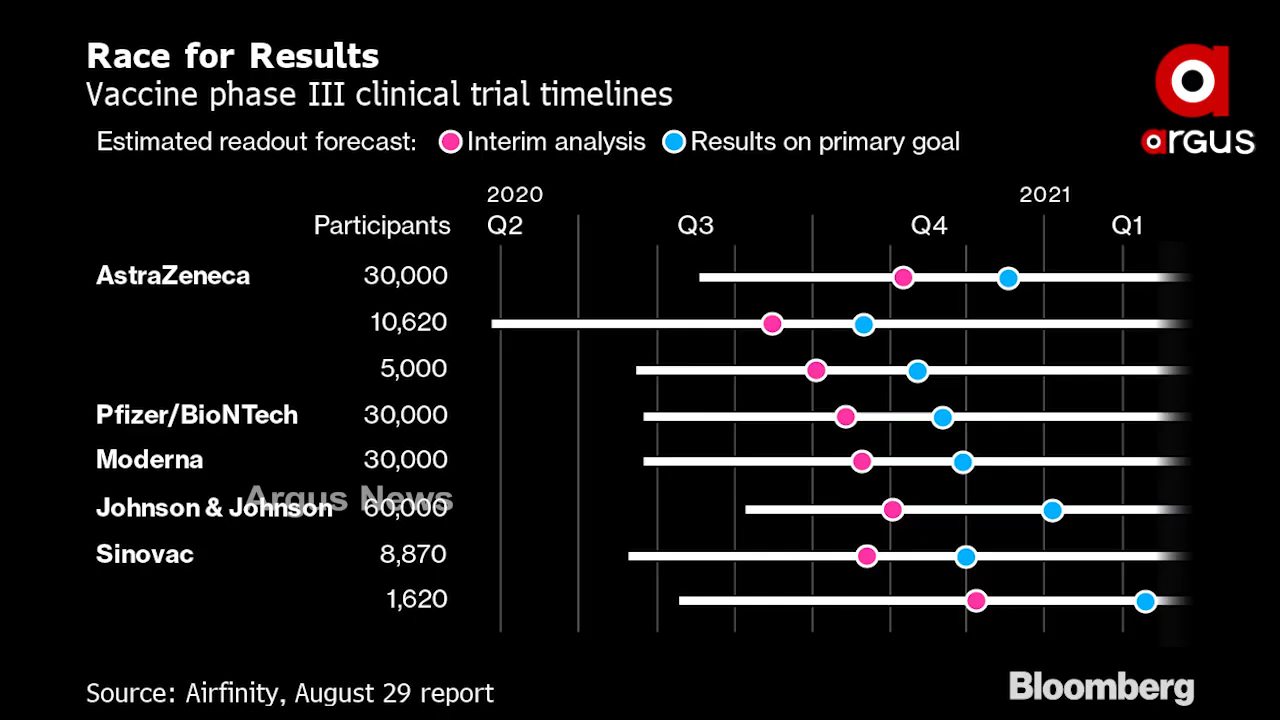 Race for Results
Vaccine phase III clinical trial timelines
Estimated readout forecast: Interim analysis Results on primary goal
argus
2020 2021
Participants Q2 Q3 Q4 Q1
AstraZeneca 30,000
10,620
5,000
Pfizer/BioNTech 30,000
Moderna 30,000
Argus News
Johnson & Johnson 60,000
Sinovac 8,870
1,620
Source: Airfinity, August 29 report
Bloomberg